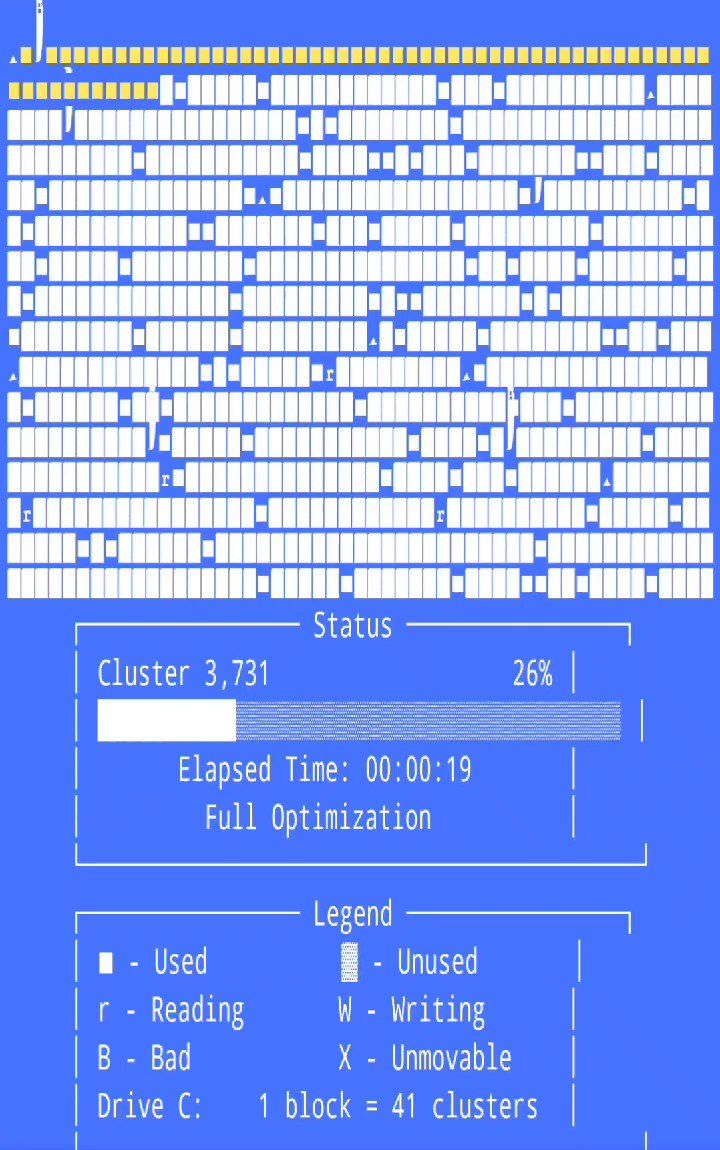 r
r
r r
Status
Cluster 3,731 26%
Elapsed Time: 00:00:19
Full Optimization
Legend
■ - Used ▒ - Unused
r - Reading W - Writing
B - Bad X - Unmovable
Drive C: 1 block = 41 clusters